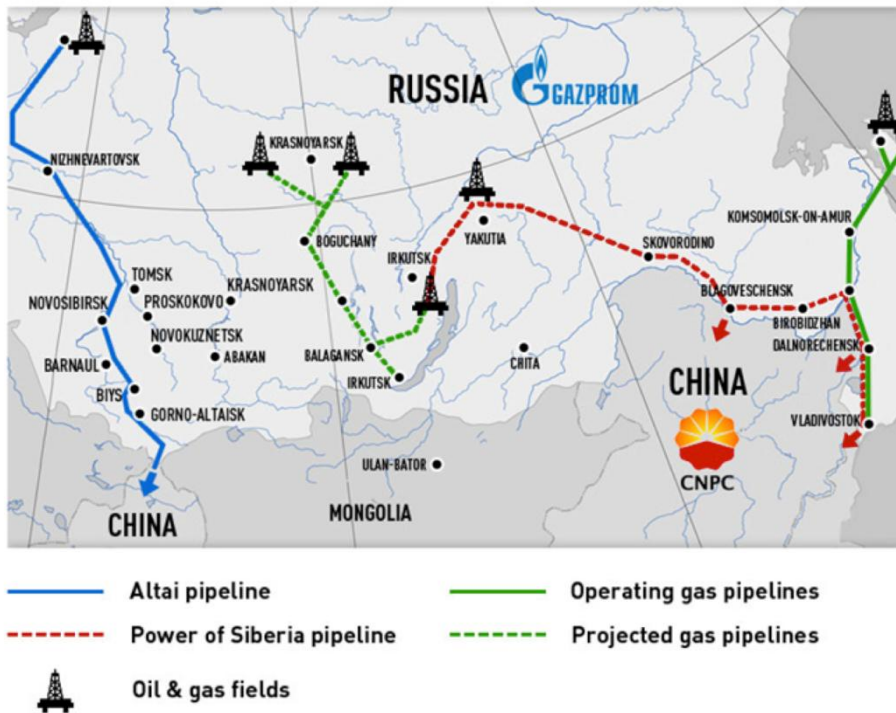 RUSSIA
GAZPROM
KRASNOYARSK
NIZHNEVARTOVSK
KOMSOMOLSK-ON-AMUR
YAKUTIA
BOGUCHANY
SKOVORODINO
IRKUTSK
TOMSK
KRASNOYARSK
BLAGOVESCHENSK
NOVOSIBIRSK
PROSKOKOVO
BIROBIDZHAN
NOVOKUZNETSK
DALNORECHENSK
BARNAUL
ABAKAN
BALAGANSK
CHITA
IRKUTSK
CHINA
BIYS
GORNO-ALTAISK
VLADIVOSTOK
ULAN-BATOR
CNPC
CHINA
MONGOLIA
Altai pipeline
Operating gas pipelines
Power of Siberia pipeline
Projected gas pipelines
Oil & gas fields